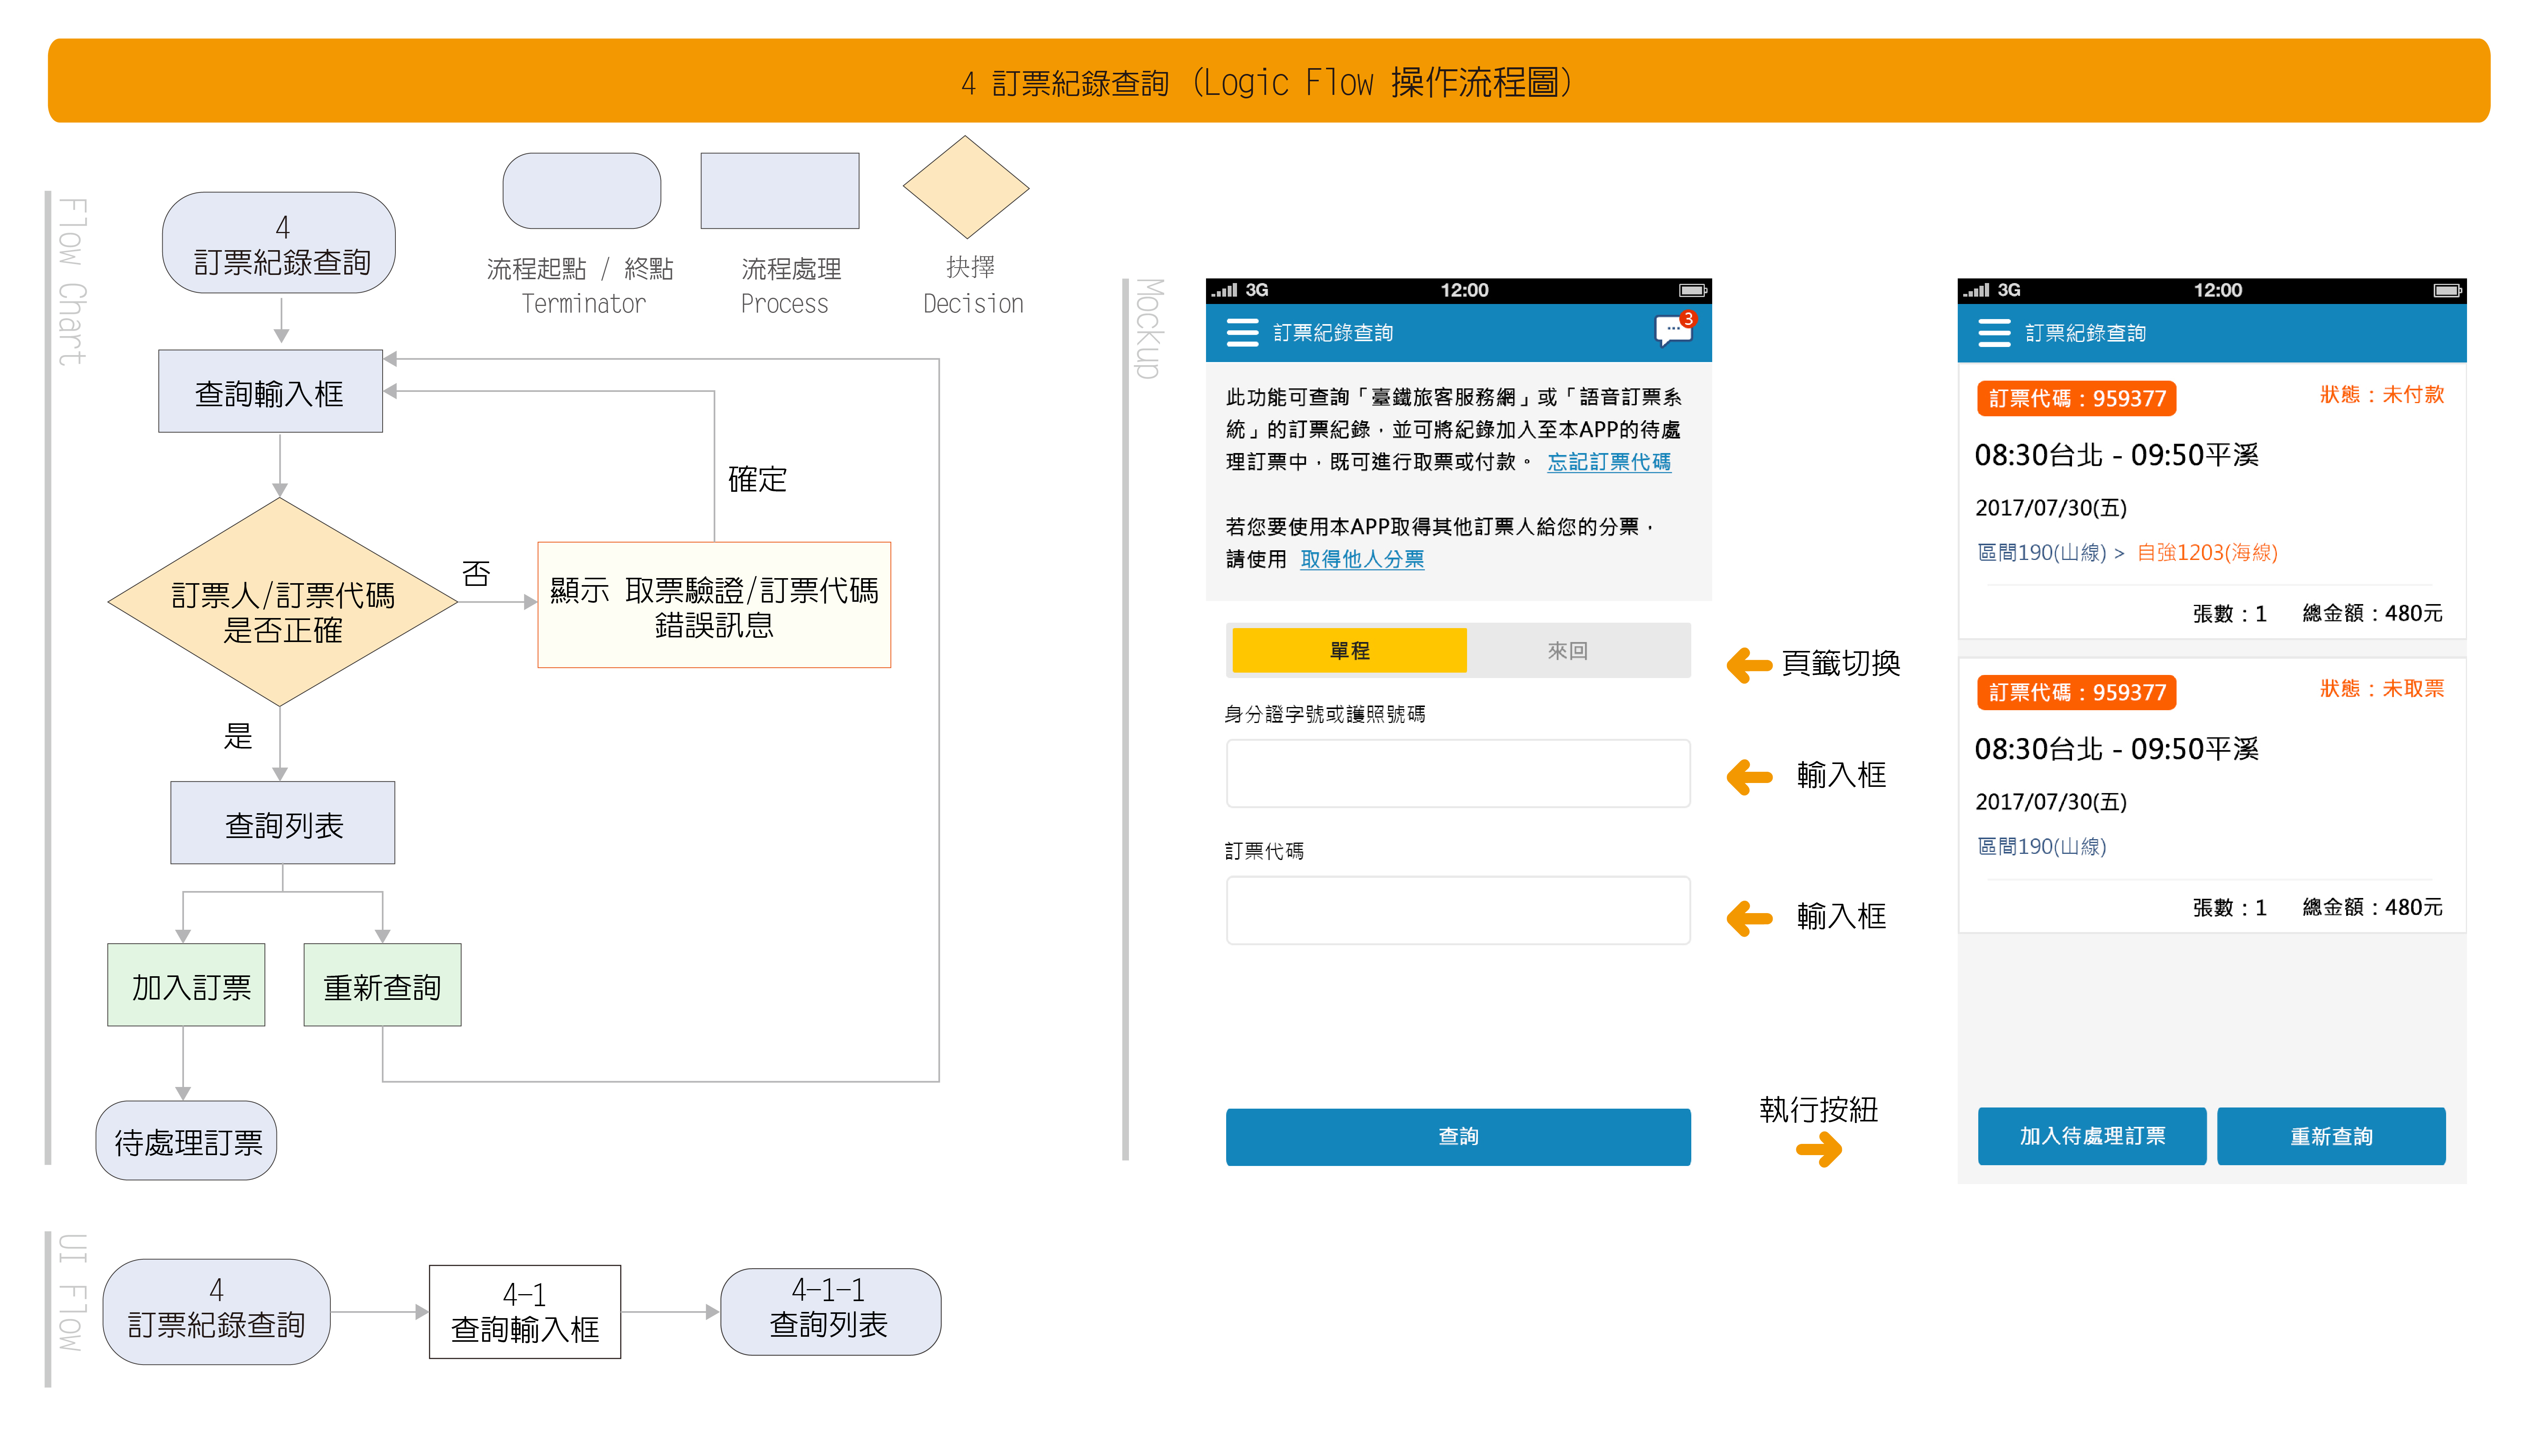 4 訂票紀錄查詢 (Logic Flow 操作流程圖)
Flow Chart
4
訂票紀錄查詢
流程起點 / 終點
Terminator
流程處理
Process
抉擇
Decision
查詢輸入框
確定
訂票人/訂票代碼
是否正確
否
顯示 取票驗證/訂票代碼
錯誤訊息
是
查詢列表
加入訂票
重新查詢
待處理訂票
UI Flow
4
訂票紀錄查詢
4-1
查詢輸入框
4-1-1
查詢列表
Mockup
3G 12:00
訂票紀錄查詢
3
此功能可查詢「臺鐵旅客服務網」或「語音訂票系
統」的訂票紀錄，並可將紀錄加入至本APP的待處
理訂票中，既可進行取票或付款。 忘記訂票代碼
若您要使用本APP取得其他訂票人給您的分票，
請使用 取得他人分票
單程 來回
頁籤切換
身分證字號或護照號碼
輸入框
訂票代碼
輸入框
執行按紐
查詢
3G 12:00
訂票紀錄查詢
訂票代碼：959377 狀態：未付款
08:30台北 - 09:50平溪
2017/07/30(五)
區間190(山線) > 自強1203(海線)
張數：1 總金額：480元
訂票代碼：959377 狀態：未取票
08:30台北 - 09:50平溪
2017/07/30(五)
區間190(山線)
張數：1 總金額：480元
加入待處理訂票 重新查詢